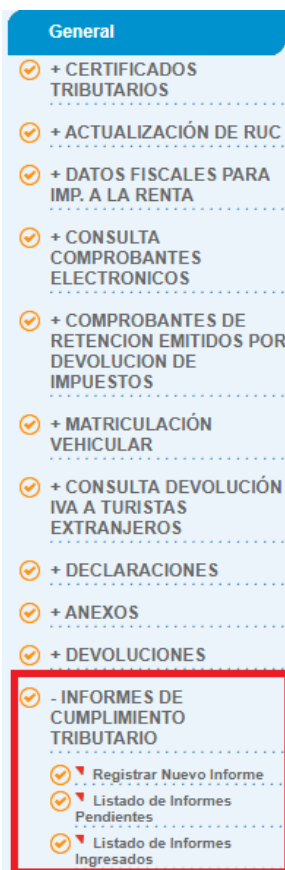 General
+ CERTIFICADOS
TRIBUTARIOS
+ ACTUALIZACIÓN DE RUC
+ DATOS FISCALES PARA
IMP. A LA RENTA
+ CONSULTA
COMPROBANTES
ELECTRONICOS
+ COMPROBANTES DE
RETENCION EMITIDOS POR
DEVOLUCION DE
IMPUESTOS
+ MATRICULACIÓN
VEHICULAR
+ CONSULTA DEVOLUCIÓN
IVA A TURISTAS
EXTRANJEROS
+ DECLARACIONES
+ ANEXOS
+ DEVOLUCIONES
- INFORMES DE
CUMPLIMIENTO
TRIBUTARIO
Registrar Nuevo Informe
Listado de Informes
Pendientes
Listado de Informes
Ingresados